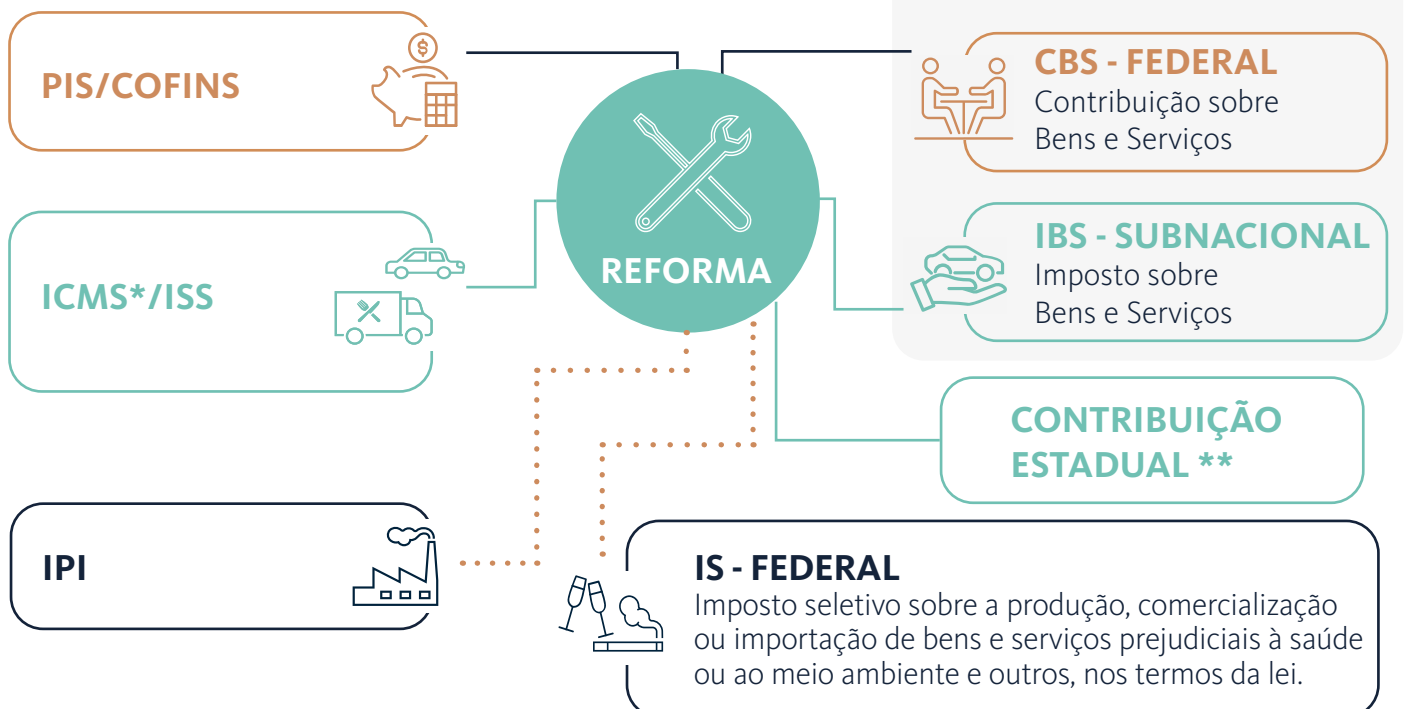 PIS/COFINS
ICMS*/ISS
IPI
$
REFORMA
CBS - FEDERAL
Contribuição sobre
Bens e Serviços
IBS - SUBNACIONAL
Imposto sobre
Bens e Serviços
CONTRIBUIÇÃO
ESTADUAL **
IS - FEDERAL
Imposto seletivo sobre a produção, comercialização
ou importação de bens e serviços prejudiciais à saúde
ou ao meio ambiente e outros, nos termos da lei.